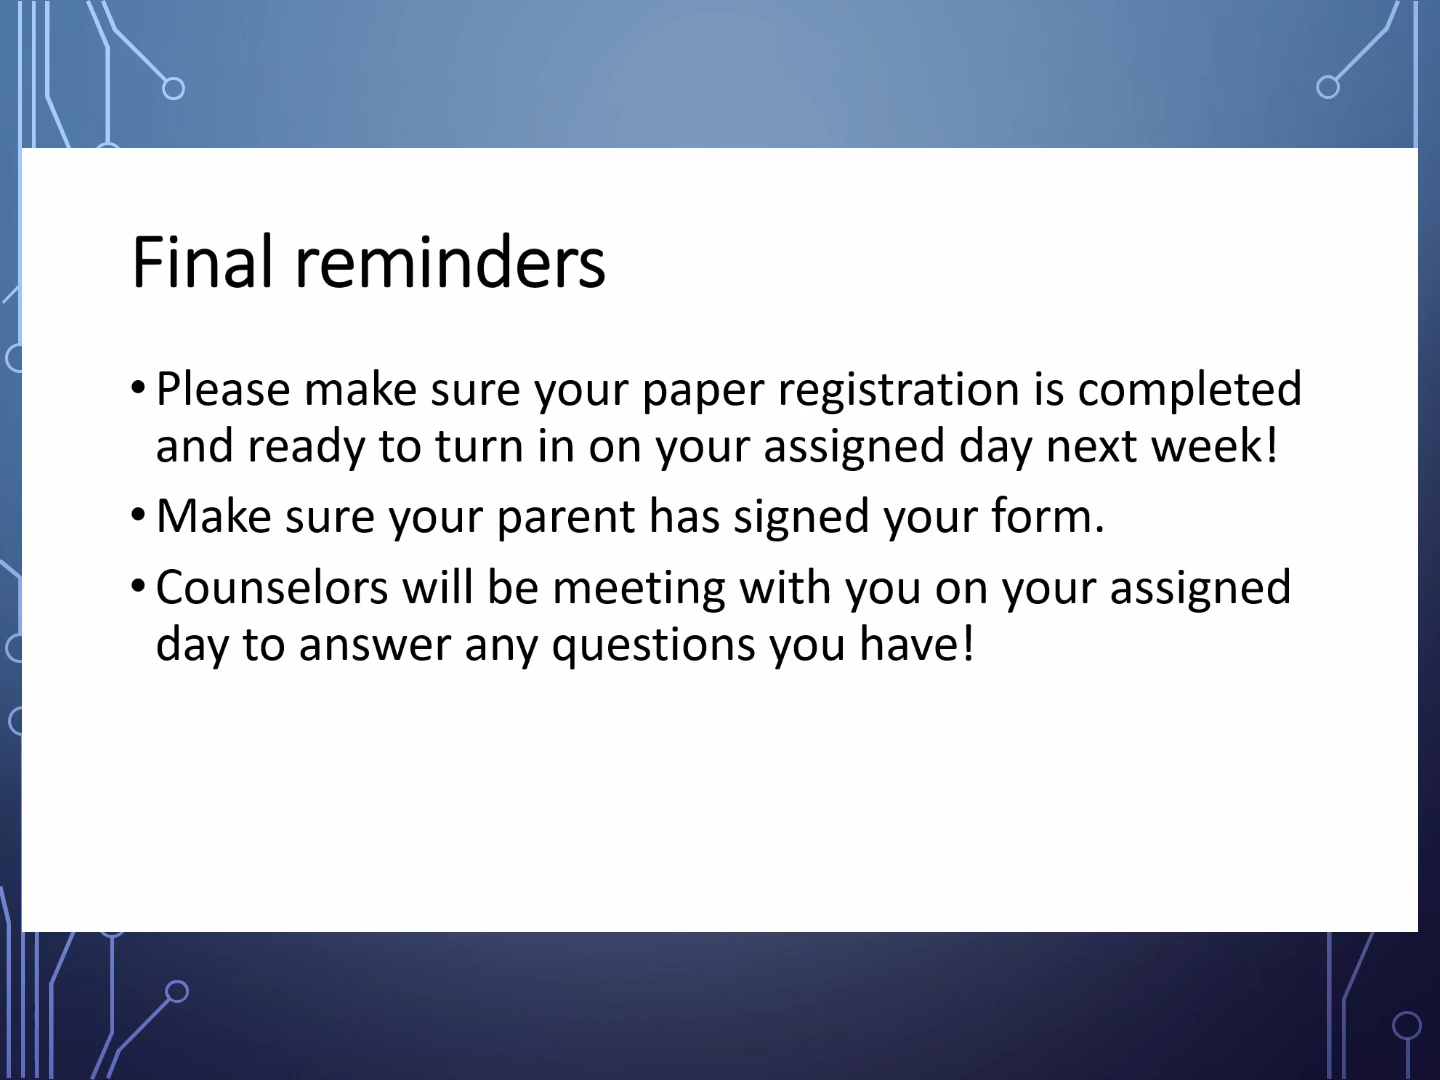 Final reminders
• Please make sure your paper registration is completed
and ready to turn in on your assigned day next week!
• Make sure your parent has signed your form.
• Counselors will be meeting with you on your assigned
day to answer any questions you have!